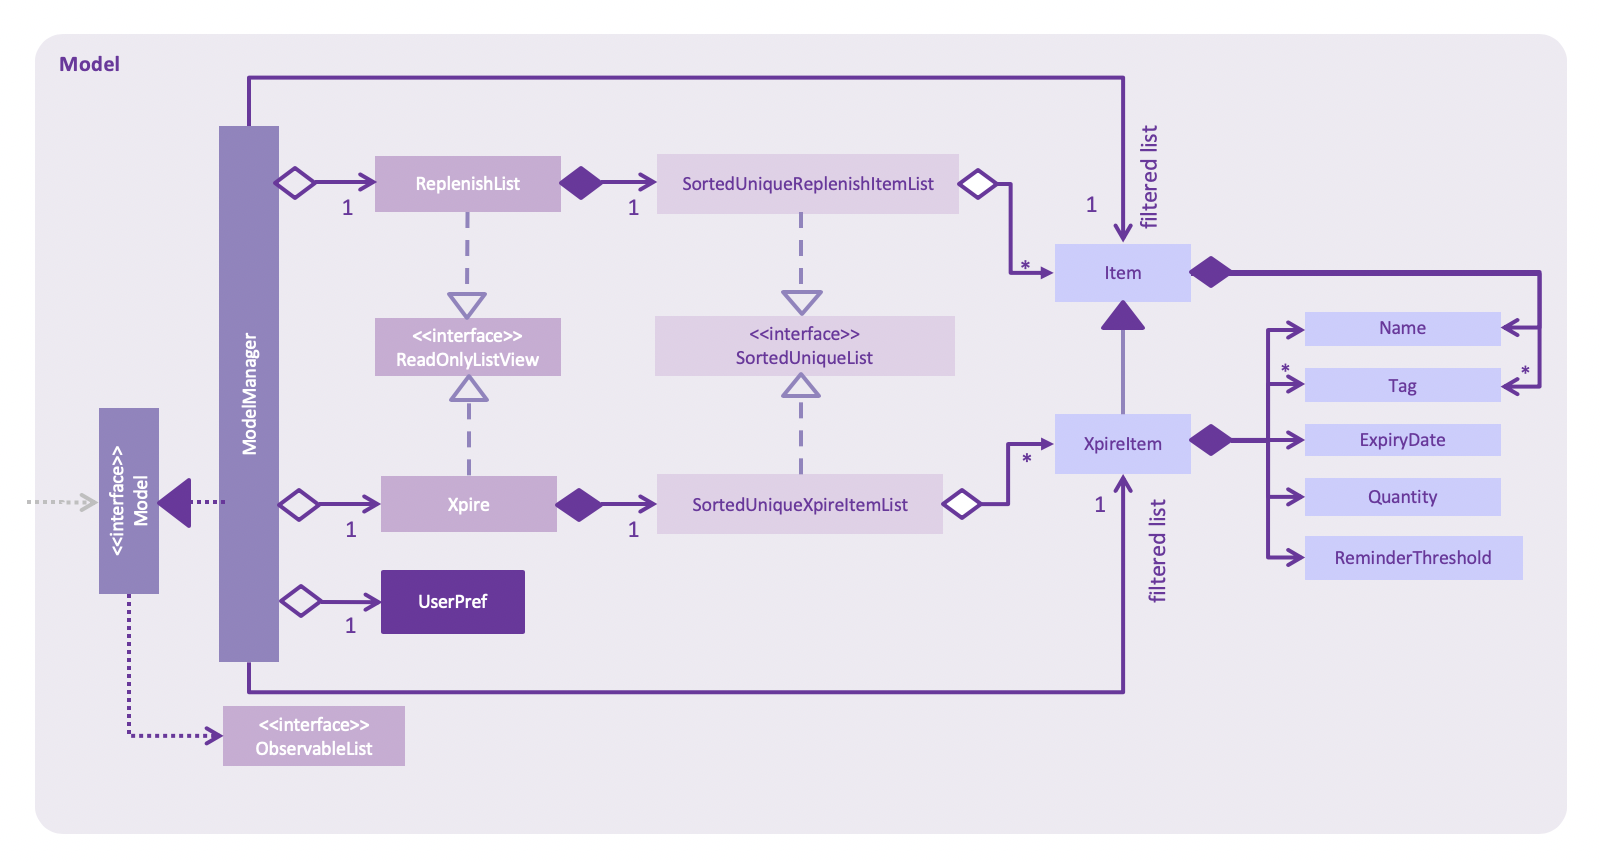 Model
filtered list
1
ReplenishList
SortedUniqueReplenishItemList
1
1
*
Item
<<interface>>
ReadOnlyListView
<<interface>>
SortedUniqueList
Name
*
Tag
*
ModelManager
<<interface>>
Model
XpireItem
*
ExpiryDate
Xpire
SortedUniqueXpireItemList
1
Quantity
1
1
filtered list
ReminderThreshold
UserPref
1
<<interface>>
ObservableList